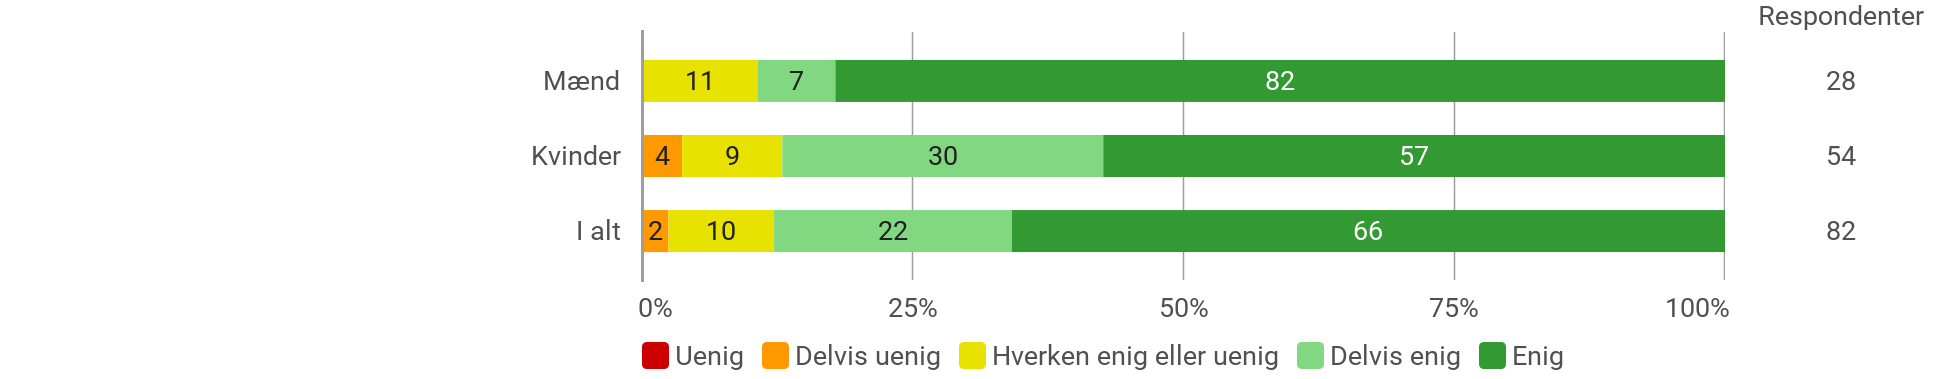 Respondenter
Mænd 11 7 82 28
Kvinder 4 9 30 57 54
I alt 2 10 22 66 82
0% 25% 50% 75% 100%
Uenig Delvis uenig Hverken enig eller uenig Delvis enig Enig